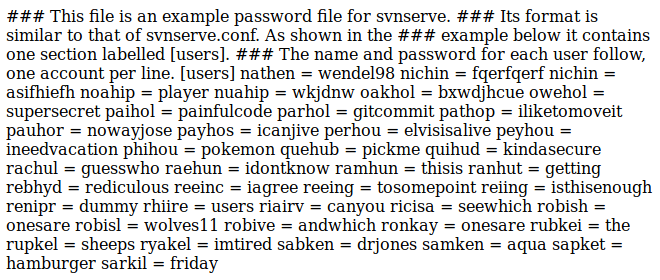 ### This file is an example password file for svnserve. ### Its format is
similar to that of svnserve.conf. As shown in the ### example below it contains
one section labelled [users]. ### The name and password for each user follow,
one account per line. [users] nathen = wendel98 nichin = fqerfqerf nichin =
asifhiefh noahip = player nuahip = wkjdnw oakhol = bxwdjhcue owehol =
supersecret paihol = painfulcode parhol = gitcommit pathop = iliketomoveit
pauhor = nowayjose payhos = icanjive perhou = elvisisalive peyhou =
ineedvacation phihou = pokemon quehub = pickme quihud = kindasecure
rachul = guesswho raehun = idontknow ramhun = thisis ranhut = getting
rebhyd = rediculous reeinc = iagree reeing = tosomepoint reiing = isthisenough
renipr = dummy rhiire = users riairv = canyou ricisa = seewhich robish =
onesare robisl = wolves11 robive = andwhich ronkay = onesare rubkei = the
rupkel = sheeps ryakel = imtired sabken = drjones samken = aqua sapket =
hamburger sarkil = friday